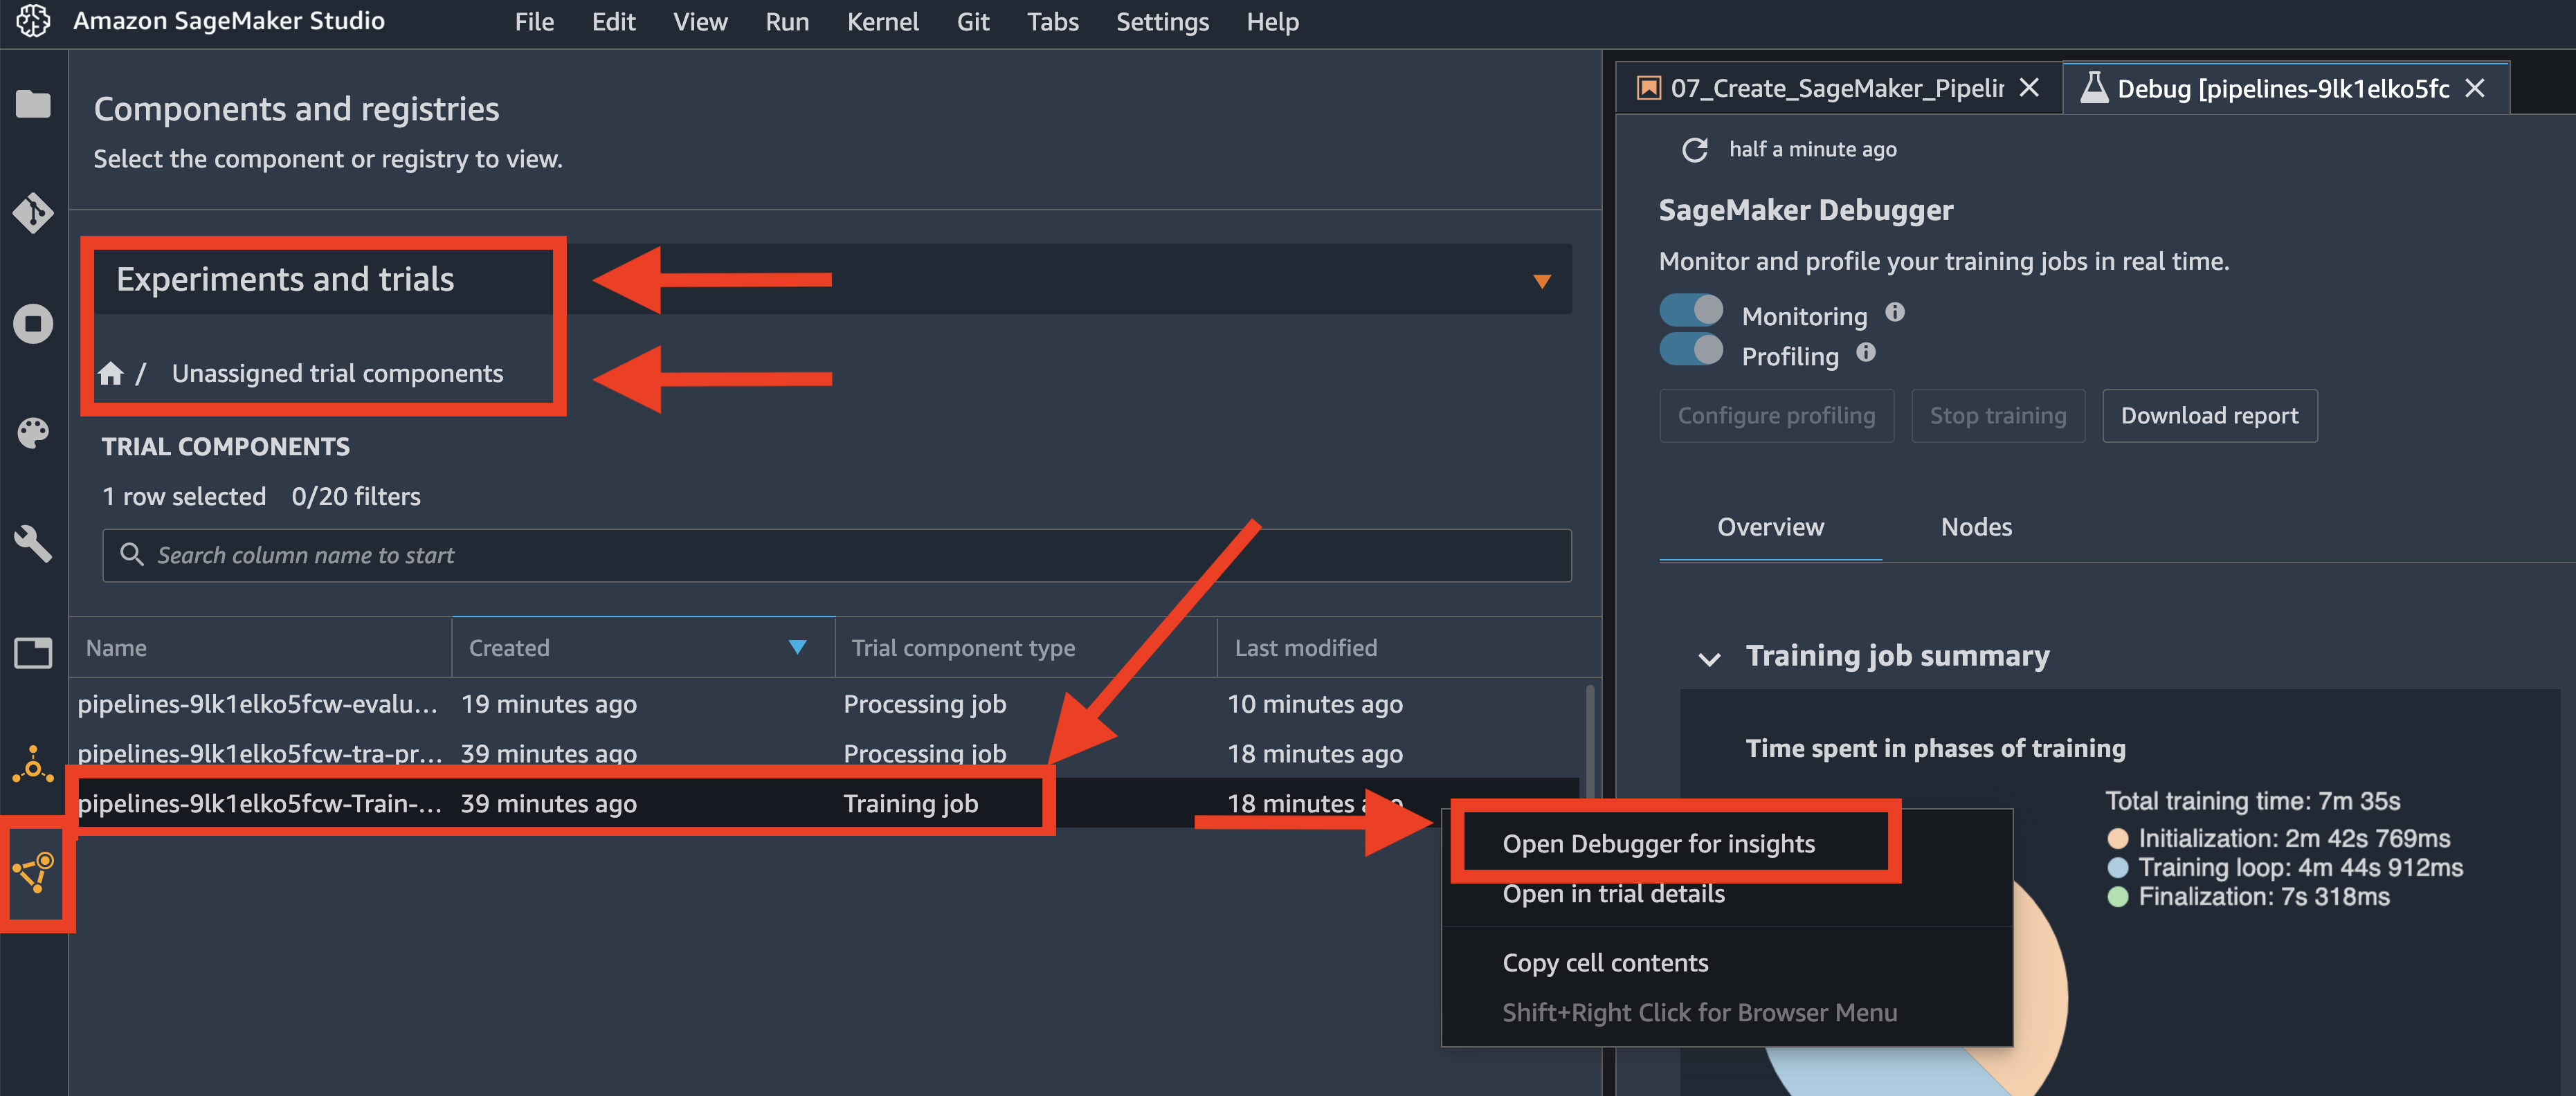 Amazon SageMaker Studio File Edit View Run Kernel Git Tabs Settings Help
Components and registries
Select the component or registry to view.
Experiments and trials
/ Unassigned trial components
TRIAL COMPONENTS
1 row selected 0/20 filters
Search column name to start
Name Created Trial component type Last modified
pipelines-9lk1elko5fcw-evalu... 19 minutes ago Processing job 10 minutes ago
pipelines-9lk1elko5fcw-tra-pr... 39 minutes ago Processing job 18 minutes ago
pipelines-9lk1elko5fcw-Train-... 39 minutes ago Training job 18 minutes ago
Open Debugger for insights
Open in trial details
Copy cell contents
Shift+Right Click for Browser Menu
07_Create_SageMaker_Pipelin Debug [pipelines-9lk1elko5fc
half a minute ago
SageMaker Debugger
Monitor and profile your training jobs in real time.
Monitoring
Profiling
Configure profiling Stop training Download report
Overview Nodes
Training job summary
Time spent in phases of training
Total training time: 7m 35s
Initialization: 2m 42s 769ms
Training loop: 4m 44s 912ms
Finalization: 7s 318ms